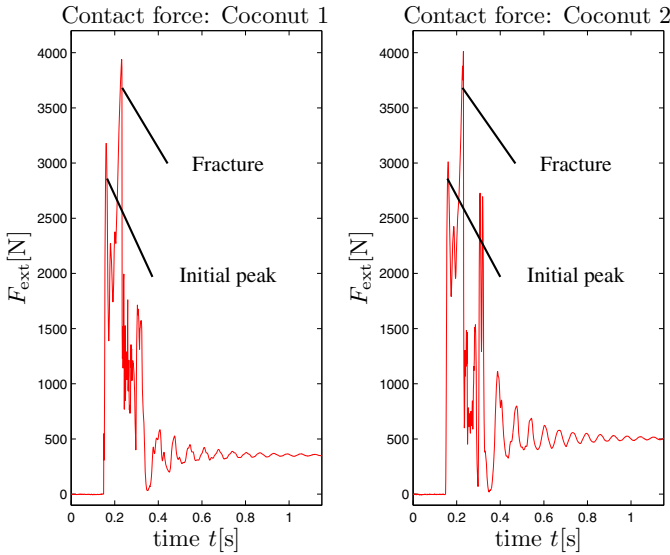 Contact force: Coconut 1
4000
3500
3000
2500
2000
1500
1000
500
0
F_ext[N]
Fracture
Initial peak
0 0.2 0.4 0.6 0.8 1
time t[s]
Contact force: Coconut 2
4000
3500
3000
2500
2000
1500
1000
500
0
F_ext[N]
Fracture
Initial peak
0 0.2 0.4 0.6 0.8 1
time t[s]